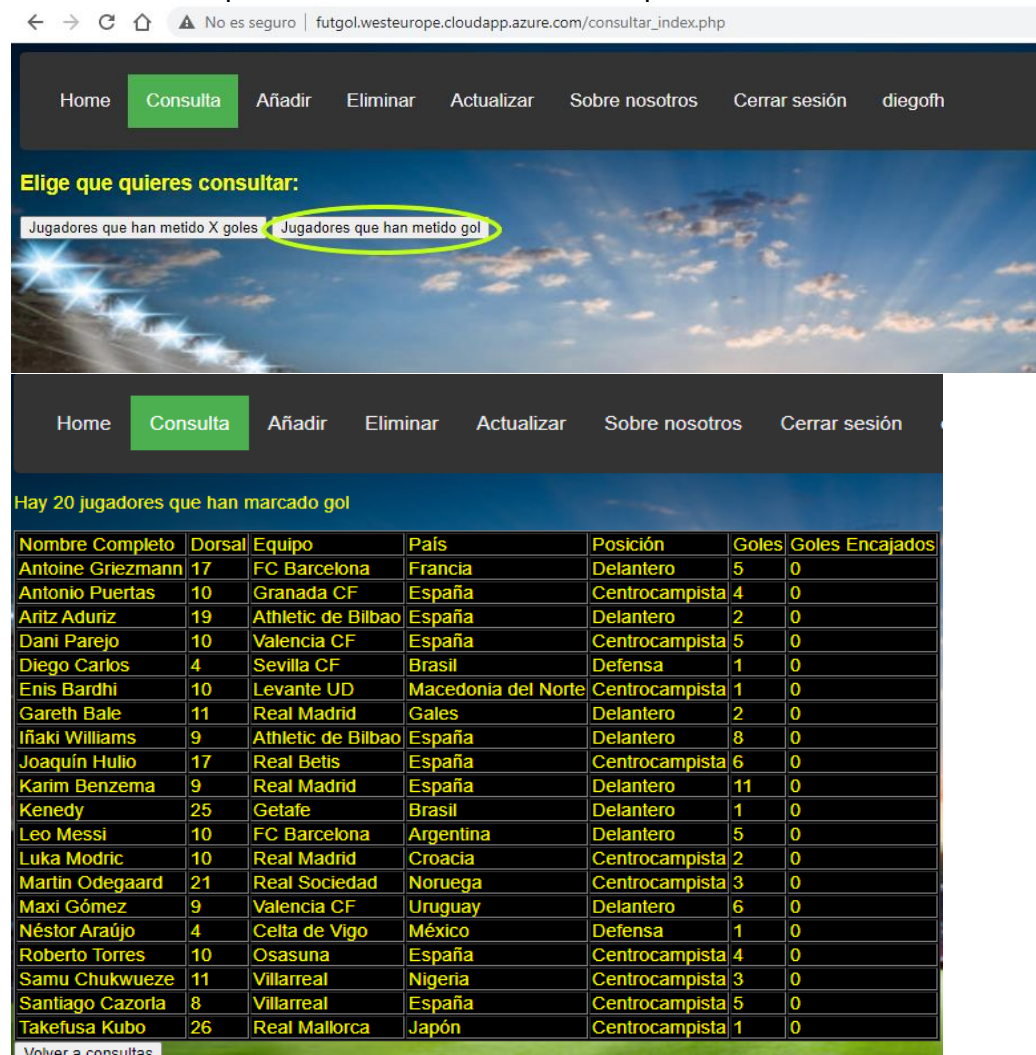 No es seguro | futgol.westeurope.cloudapp.azure.com/consultar_index.php
Home Consulta Añadir Eliminar Actualizar Sobre nosotros Cerrar sesión diegofh
Elige que quieres consultar:
Jugadores que han metido X goles Jugadores que han metido gol
Home Consulta Añadir Eliminar Actualizar Sobre nosotros Cerrar sesión
Hay 20 jugadores que han marcado gol
Nombre Completo Dorsal Equipo País Posición Goles Goles Encajados
Antoine Griezmann 17 FC Barcelona Francia Delantero 5 0
Antonio Puertas 10 Granada CF España Centrocampista 4 0
Aritz Aduriz 19 Athletic de Bilbao España Delantero 2 0
Dani Parejo 10 Valencia CF España Centrocampista 5 0
Diego Carlos 4 Sevilla CF Brasil Defensa 1 0
Enis Bardhi 10 Levante UD Macedonia del Norte Centrocampista 1 0
Gareth Bale 11 Real Madrid Gales Delantero 2 0
Iñaki Williams 9 Athletic de Bilbao España Delantero 8 0
Joaquín Hulio 17 Real Betis España Centrocampista 6 0
Karim Benzema 9 Real Madrid España Delantero 11 0
Kenedy 25 Getafe Brasil Delantero 1 0
Leo Messi 10 FC Barcelona Argentina Delantero 5 0
Luka Modric 10 Real Madrid Croacia Centrocampista 2 0
Martin Odegaard 21 Real Sociedad Noruega Centrocampista 3 0
Maxi Gómez 9 Valencia CF Uruguay Delantero 6 0
Néstor Araújo 4 Celta de Vigo México Defensa 1 0
Roberto Torres 10 Osasuna España Centrocampista 4 0
Samu Chukwueze 11 Villarreal Nigeria Centrocampista 3 0
Santiago Cazorla 8 Villarreal España Centrocampista 5 0
Takefusa Kubo 26 Real Mallorca Japón Centrocampista 1 0
Volver a consultas